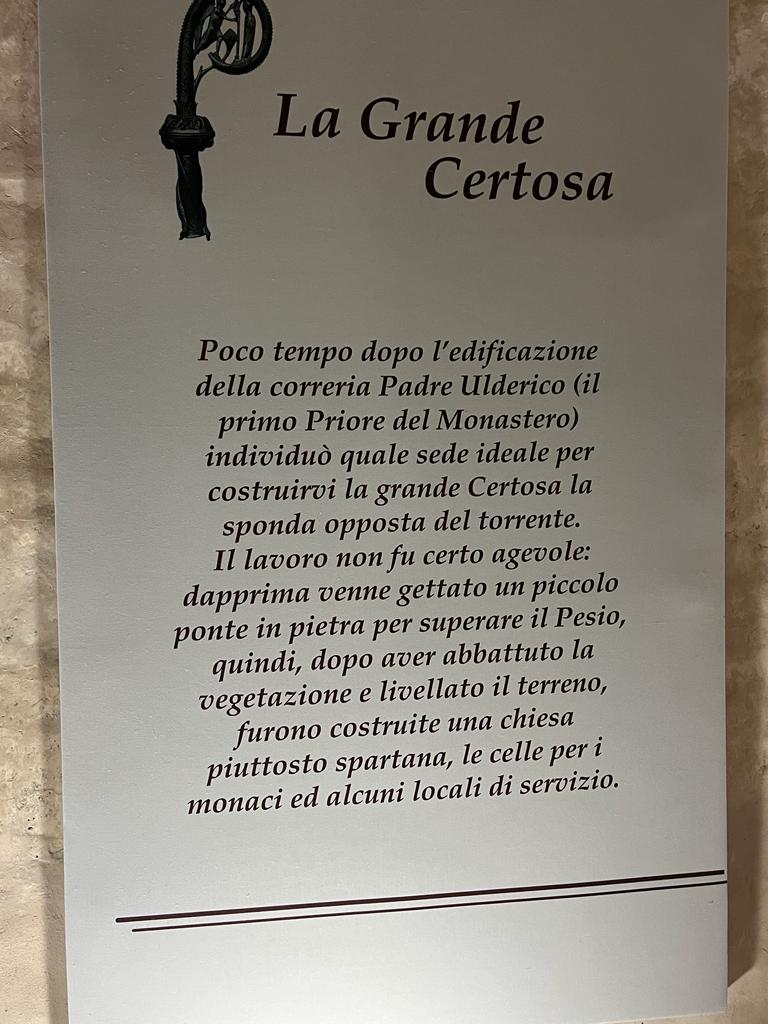 La Grande
Certosa
Poco tempo dopo l'edificazione
della correria Padre Ulderico (il
primo Priore del Monastero)
individuò quale sede ideale per
costruirvi la grande Certosa la
sponda opposta del torrente.
Il lavoro non fu certo agevole:
dapprima venne gettato un piccolo
ponte in pietra per superare il Pesio,
quindi, dopo aver abbattuto la
vegetazione e livellato il terreno,
furono costruite una chiesa
piuttosto spartana, le celle per i
monaci ed alcuni locali di servizio.